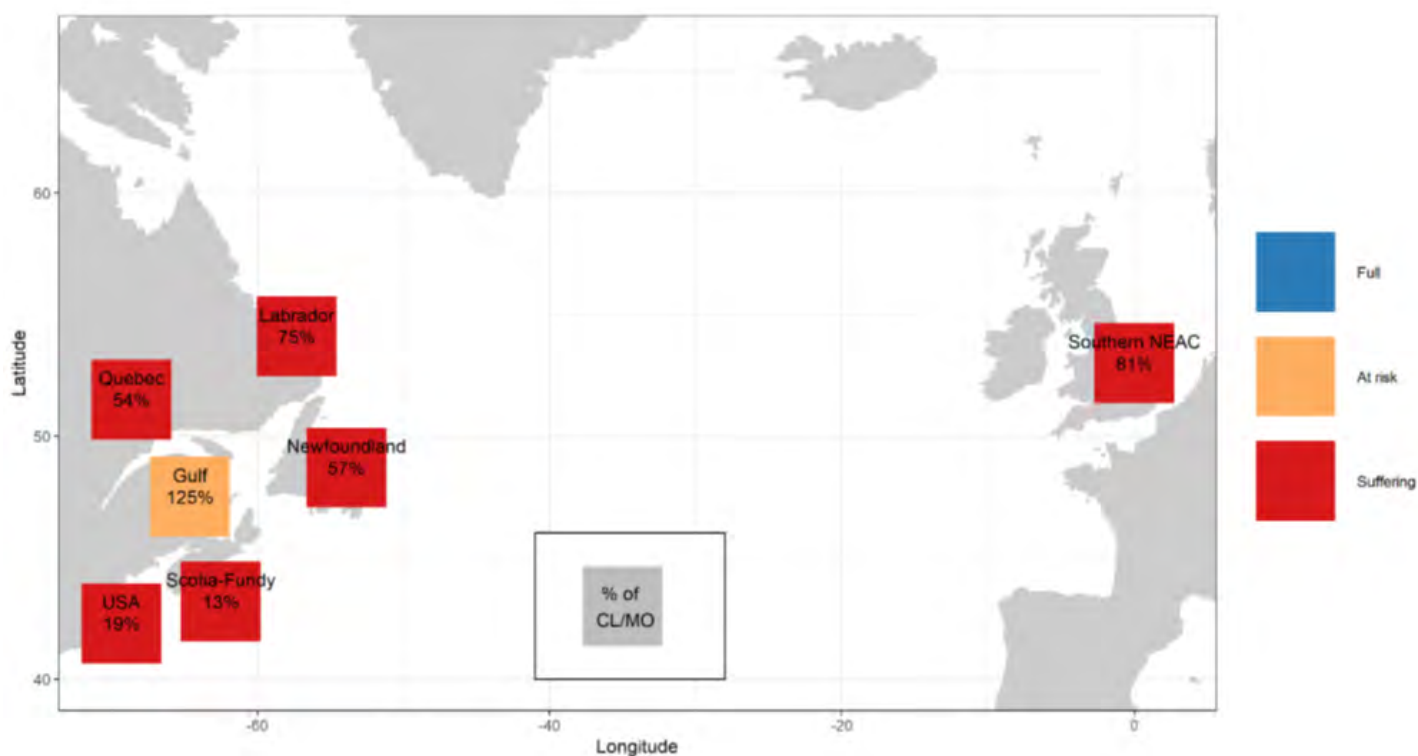 Latitude
60
50
40
Labrador
75%
Quebec
54%
Newfoundland
57%
Gulf
125%
Scotia-Fundy
13%
USA
19%
Southern NEAC
81%
% of
CL/MO
-60
-40
-20
0
Longitude
Full
At risk
Suffering